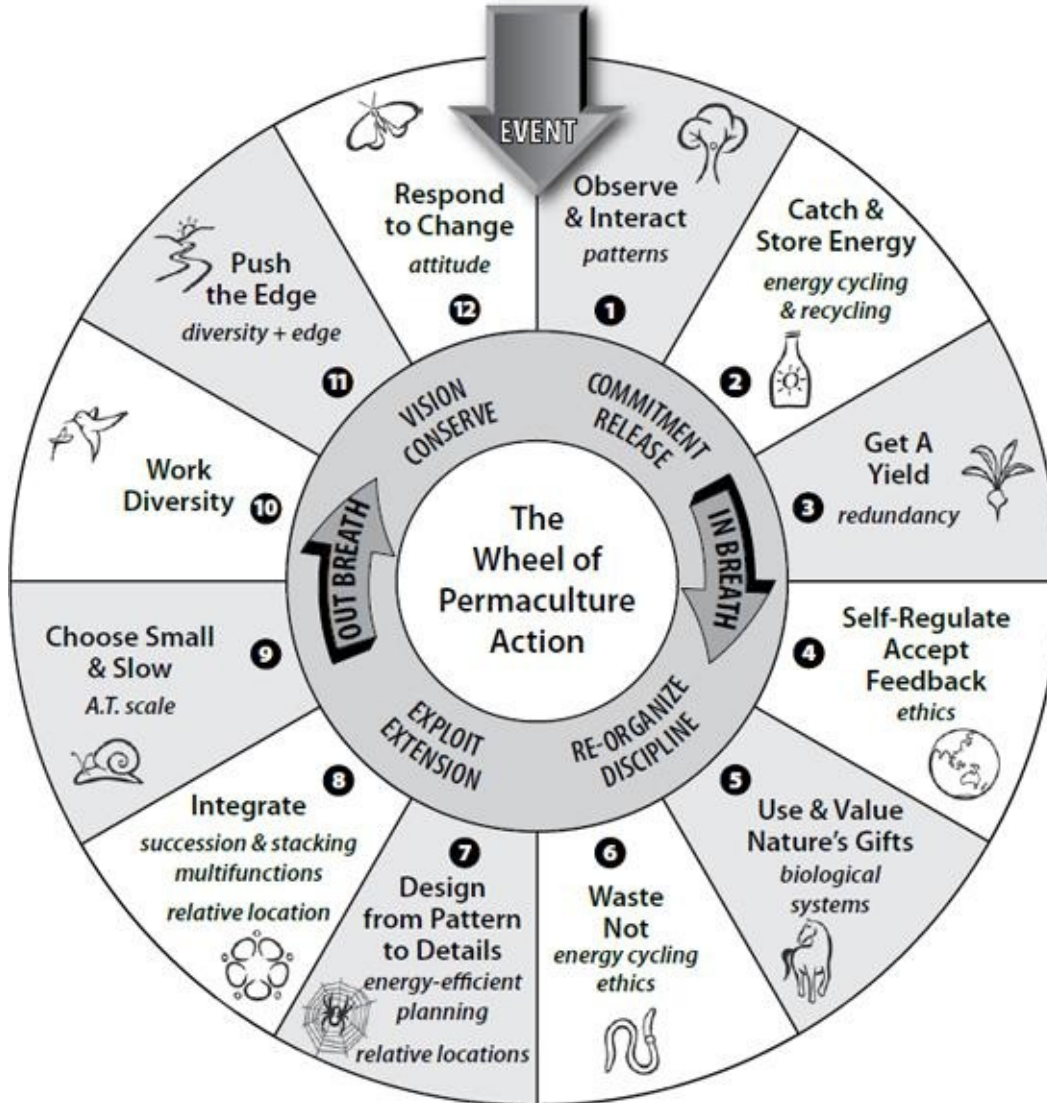 EVENT
Observe
& Interact
patterns
1
Catch &
Store Energy
energy cycling
& recycling
2
Get A
Yield
redundancy
3
Self-Regulate
Accept
Feedback
ethics
4
Use & Value
Nature's Gifts
biological
systems
5
Waste
Not
energy cycling
ethics
6
Design
from Pattern
to Details
energy-efficient
planning
relative locations
7
Integrate
succession & stacking
multifunctions
relative location
8
Choose Small
& Slow
A.T. scale
9
Work
Diversity
10
Push
the Edge
diversity + edge
11
Respond
to Change
attitude
12
COMMITMENT
RELEASE
IN BREATH
RE-ORGANIZE
DISCIPLINE
EXPLOIT
EXTENSION
OUT BREATH
VISION
CONSERVE
The
Wheel of
Permaculture
Action